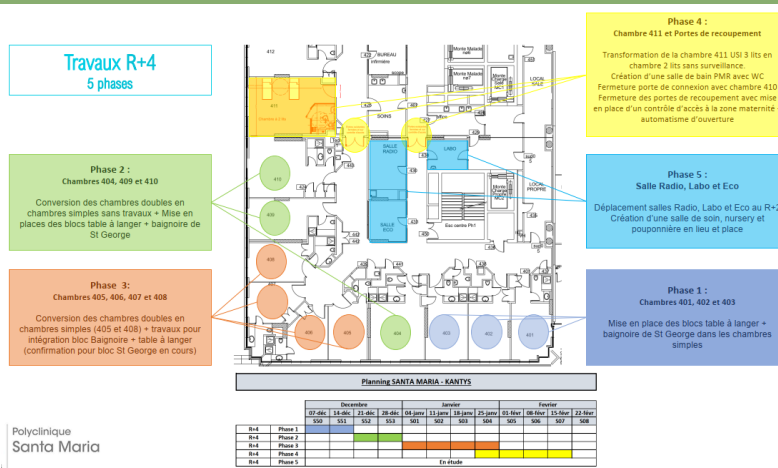 Travaux R+4
5 phases
Phase 4 :
Chambre 411 et Portes de recoupement
Transformation de la chambre 411 USI 3 lits en
chambre 2 lits sans surveillance.
Création d'une salle de bain PMR avec WC
Fermeture porte de connexion avec chambre 410
Fermeture des portes de recoupement avec mise
en place d'un contrôle d'accès à la zone maternité
automatisme d'ouverture
Phase 2 :
Chambres 404, 409 et 410
Conversion des chambres doubles en
chambres simples sans travaux + Mise en
places des blocs table à langer + baignoire de
St George
Phase 5 :
Salle Radio, Labo et Eco
Déplacement salles Radio, Labo et Eco au R+2
Création d'une salle de soin, nursery et
pouponnière en lieu et place
Phase 3:
Chambres 405, 406, 407 et 408
Conversion des chambres doubles en
chambres simples (405 et 408) + travaux pour
intégration bloc Baignoire + table à langer
(confirmation pour bloc St George en cours)
Phase 1 :
Chambres 401, 402 et 403
Mise en place des blocs table à langer +
baignoire de St George dans les chambres
simples
412
BUREAU
infirmière
SOINS
411
SALLE
RADIO
LABO
LOCAL
SALE
LOCAL
PROPRE
SALLE
ECO
Esc centre Ph1
410
409
404
403
402
401
Planning SANTA MARIA - KANTYS
Decembre Janvier Fevrier
07-déc 14-déc 21-déc 28-déc 04-janv 11-janv 18-janv 25-janv 01-févr 08-févr 15-févr 22-févr
S50 S51 S52 S53 S01 S02 S03 S04 S05 S06 S07 S08
R+4 Phase 1
R+4 Phase 2
R+4 Phase 3
R+4 Phase 4
R+4 Phase 5 En étude
Polyclinique
Santa Maria